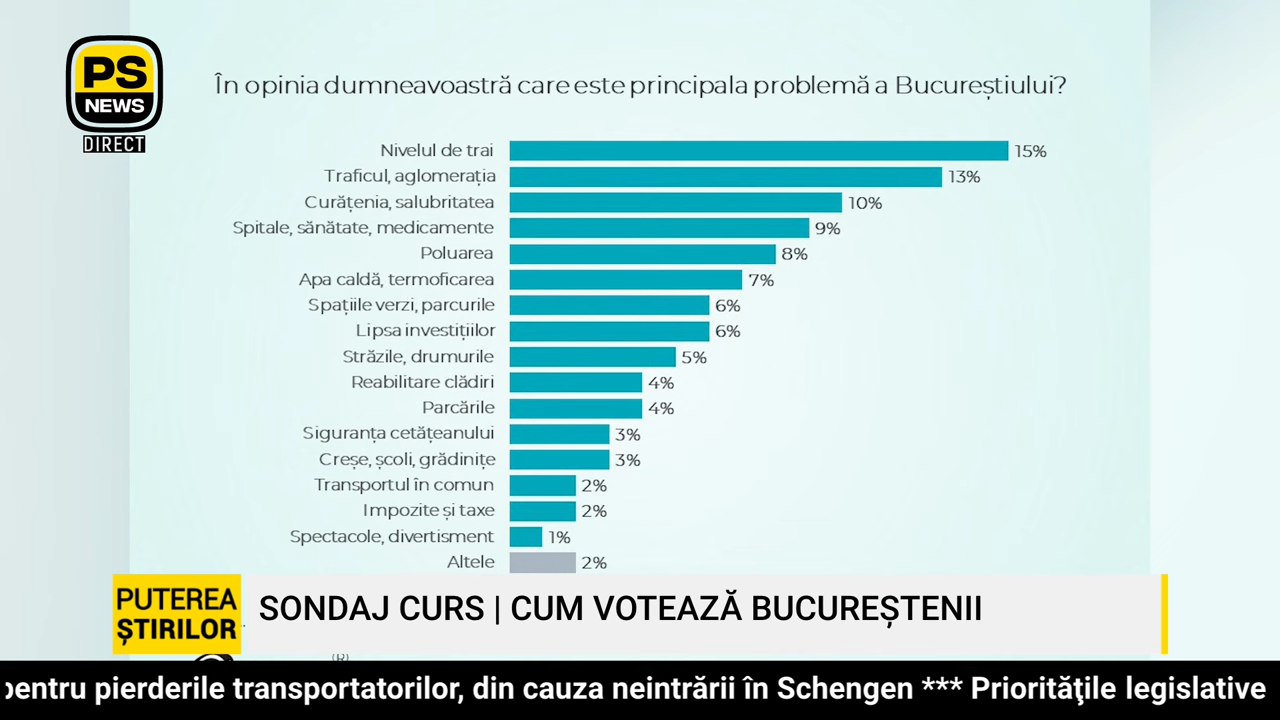 PS
NEWS
DIRECT
În opinia dumneavoastră care este principala problemă a Bucureștiului?
Nivelul de trai 15%
Traficul, aglomerația 13%
Curățenia, salubritatea 10%
Spitale, sănătate, medicamente 9%
Poluarea 8%
Apa caldă, termoficarea 7%
Spațiile verzi, parcurile 6%
Lipsa investițiilor 6%
Străzile, drumurile 5%
Reabilitare clădiri 4%
Parcările 4%
Siguranța cetățeanului 3%
Creșe, școli, grădinițe 3%
Transportul în comun 2%
Impozite și taxe 2%
Spectacole, divertisment 1%
Altele 2%
PUTEREA
ȘTIRILOR
SONDAJ CURS | CUM VOTEAZĂ BUCUREȘTENII
(R)
pentru pierderile transportatorilor, din cauza neintrării în Schengen *** Priorităţile legislative